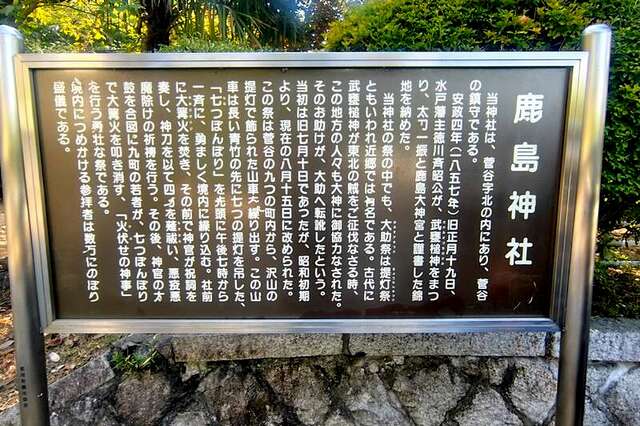 鹿島神社
当神社は、菅谷字北の内にあり、菅谷
の鎮守である。
安政四年（一八五七年）旧正月十九日、
水戸藩主徳川斉昭公が、武甕槌神をまつ
り、太刀一振と鹿島大神宮と直書した錦
地を納めた。
当神社の祭の中でも、大助祭は提灯祭
ともいわれ近郷では有名である。古代に
武甕槌神が東北の賊をご征伐なさる時、
この地方の人々も大神に御協力なされた。
そのお助けが、大助へ転訛したという。
当初は旧七月十日であつたが、昭和初期
より、現在の八月十五日に改められた。
この祭は菅谷の九つの町内から、沢山の
提灯で飾られた山車を繰り出す。この山
車は長い青竹の先に七つの提灯を吊した、
「七つぼんぼり」を先頭に午後七時から
一斉に、勇ましく境内に繰り込む。社前
に大篝火を焚き、その前で神官が祝詞を
奏し、神刀を以て四方を薙祓い、悪疫悪
魔除けの祈祷を行う。その後、神官の太
鼓を合図に九町の若者が、七つぼんぼり
で大篝火を叩き消す、「火伏せの神事」
を行う勇壮な祭である。
境内につめかける参拝者は数万にのぼり
盛儀である。